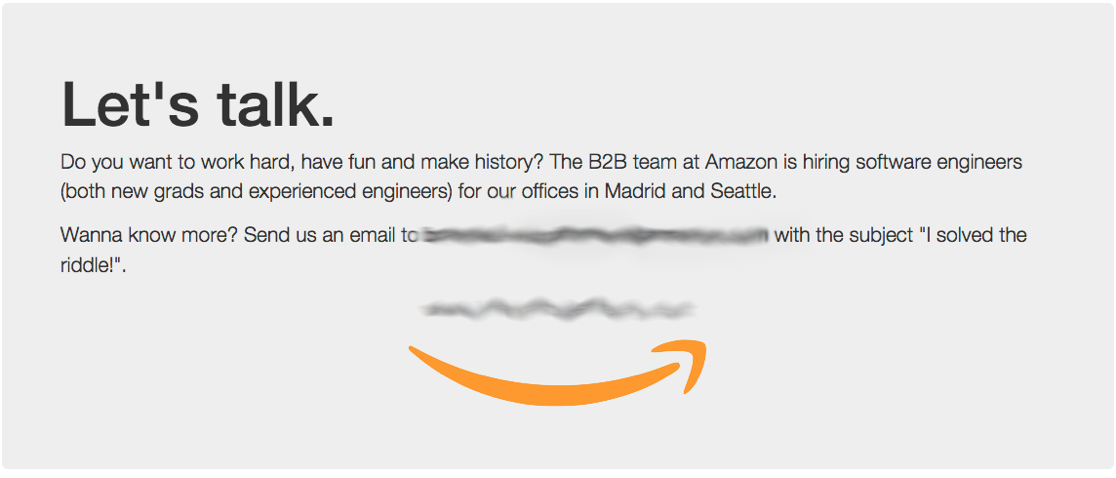 Let's talk.
Do you want to work hard, have fun and make history? The B2B team at Amazon is hiring software engineers
(both new grads and experienced engineers) for our offices in Madrid and Seattle.
Wanna know more? Send us an email to with the subject "I solved the
riddle!".